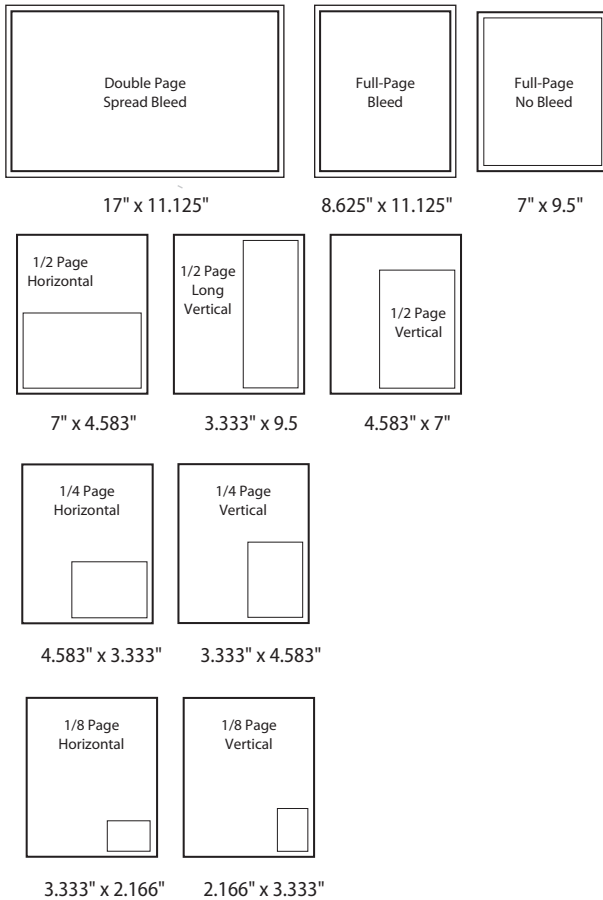 Double Page
Spread Bleed
Full-Page
Bleed
Full-Page
No Bleed
17" x 11.125"
8.625" x 11.125"
7" x 9.5"
1/2 Page
Horizontal
1/2 Page
Long
Vertical
1/2 Page
Vertical
7" x 4.583"
3.333" x 9.5
4.583" x 7"
1/4 Page
Horizontal
1/4 Page
Vertical
4.583" x 3.333"
3.333" x 4.583"
1/8 Page
Horizontal
1/8 Page
Vertical
3.333" x 2.166"
2.166" x 3.333"